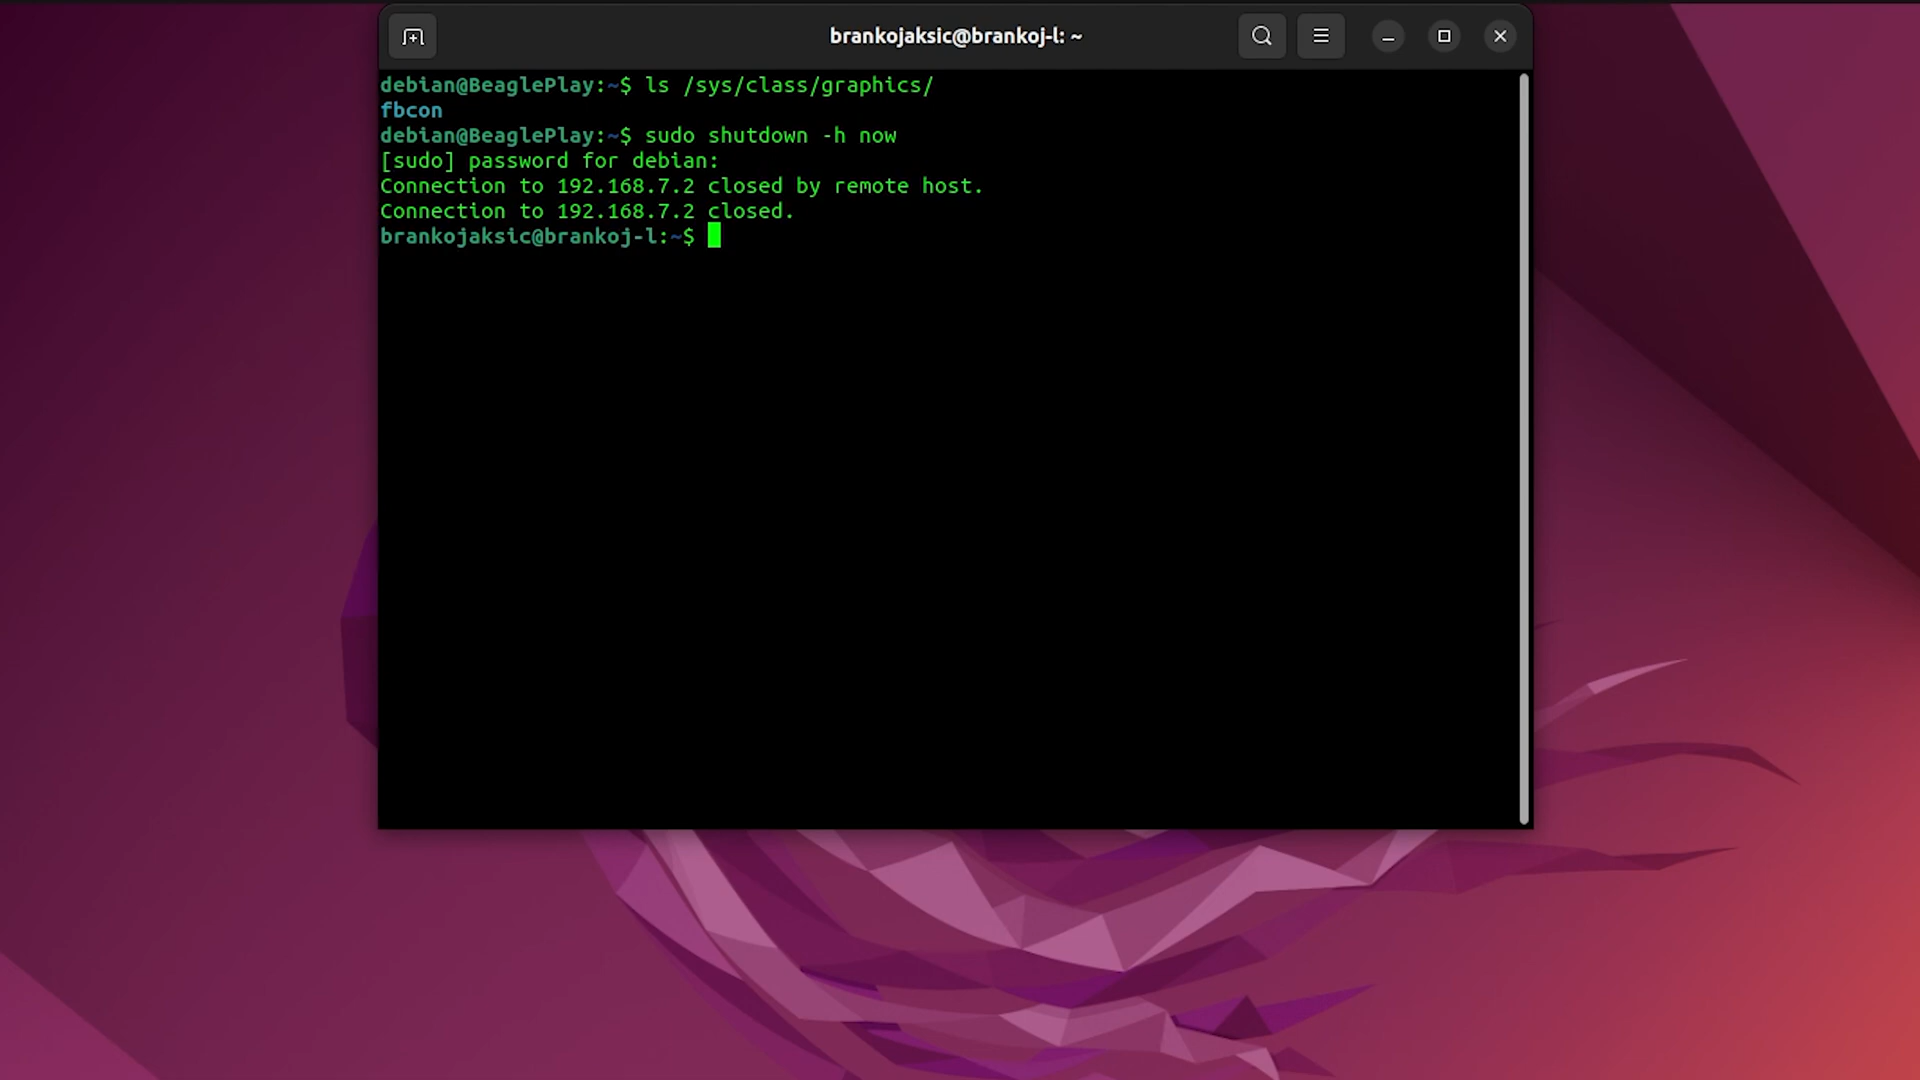 brankojaksic@brankoj-l: ~
debian@BeaglePlay:~$ ls /sys/class/graphics/
fbcon
debian@BeaglePlay:~$ sudo shutdown -h now
[sudo] password for debian:
Connection to 192.168.7.2 closed by remote host.
Connection to 192.168.7.2 closed.
brankojaksic@brankoj-l:~$